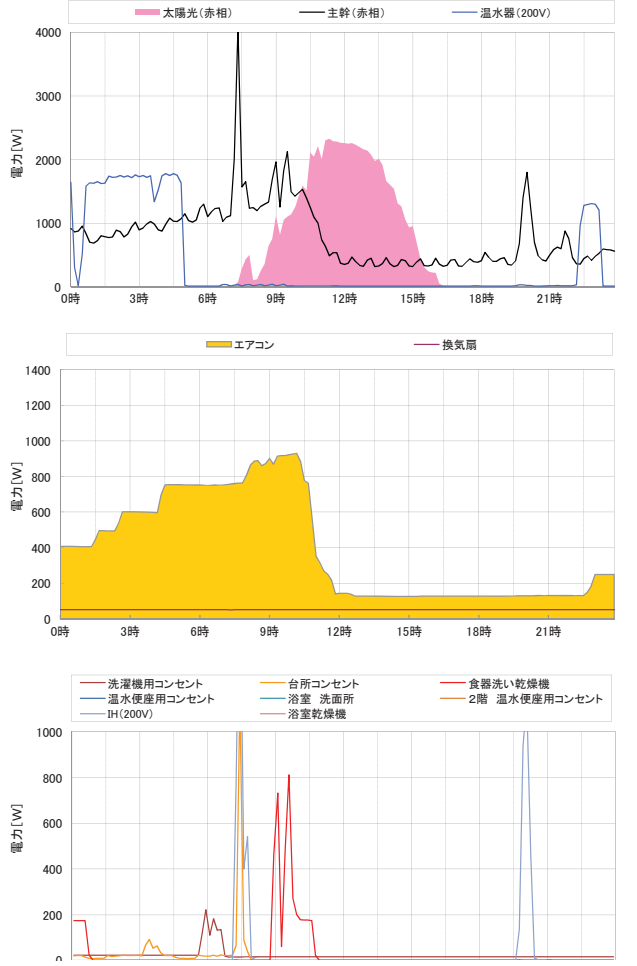 太陽光(赤相) 主幹(赤相) 温水器(200V)
電力[W]
4000
3000
2000
1000
0
0時 3時 6時 9時 12時 15時 18時 21時
エアコン 換気扇
電力[W]
1400
1200
1000
800
600
400
200
0
0時 3時 6時 9時 12時 15時 18時 21時
洗濯機用コンセント 台所コンセント 食器洗い乾燥機
温水便座用コンセント 浴室 洗面所 2階 温水便座用コンセント
IH(200V) 浴室乾燥機
電力[W]
1000
800
600
400
200
0